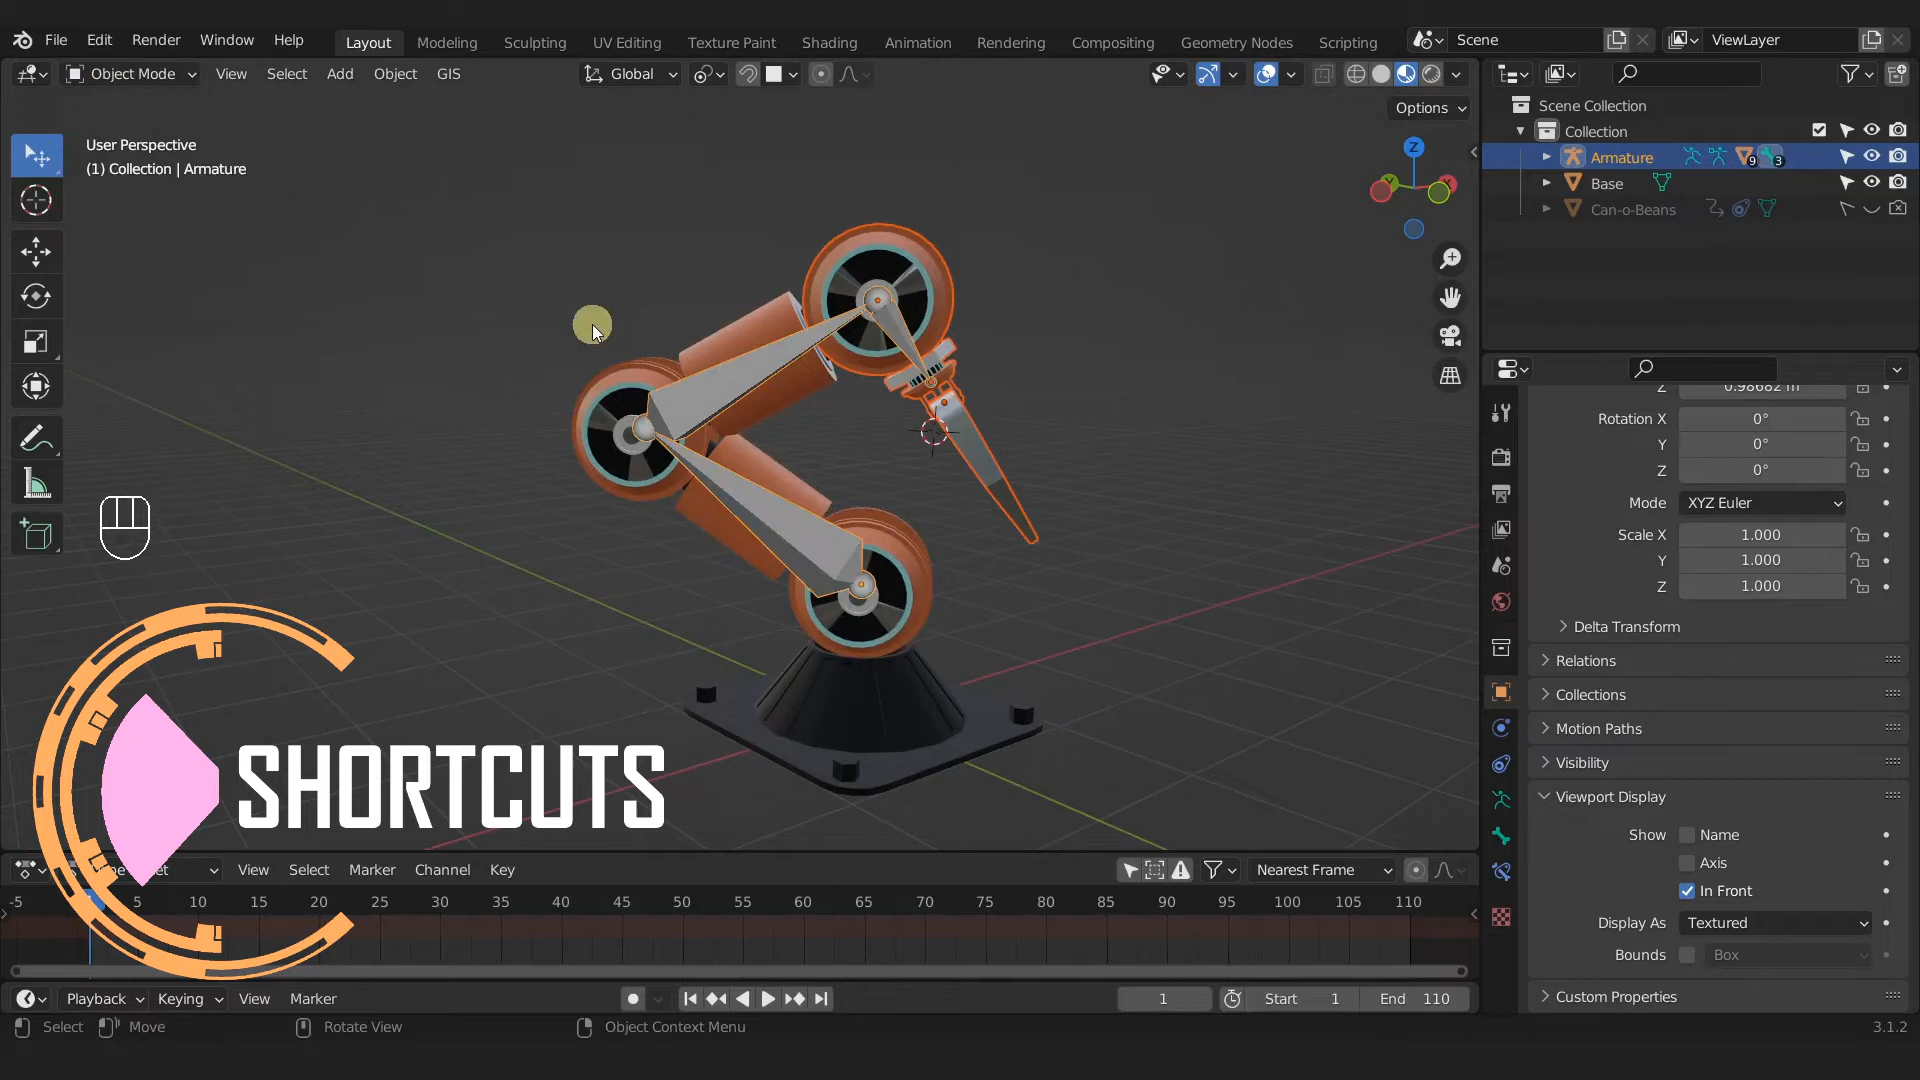 File Edit Render Window Help Layout Modeling Sculpting UV Editing Texture Paint Shading Animation Rendering Compositing Geometry Nodes Scripting Scene ViewLayer
Object Mode View Select Add Object GIS Global
Options
User Perspective
(1) Collection | Armature
Z
Scene Collection
Collection
Armature 9 3
Base
Can-o-Beans
Z 0.98682 m
Rotation X 0°
Y 0°
Z 0°
Mode XYZ Euler
Scale X 1.000
Y 1.000
Z 1.000
Delta Transform
Relations
Collections
Motion Paths
Visibility
Viewport Display
Show Name
Axis
In Front
Display As Textured
Bounds Box
Custom Properties
SHORTCUTS
View Select Marker Channel Key Nearest Frame
-5 5 10 15 20 25 30 35 40 45 50 55 60 65 70 75 80 85 90 95 100 105 110
Playback Keying View Marker 1 Start 1 End 110
Select Move Rotate View Object Context Menu 3.1.2